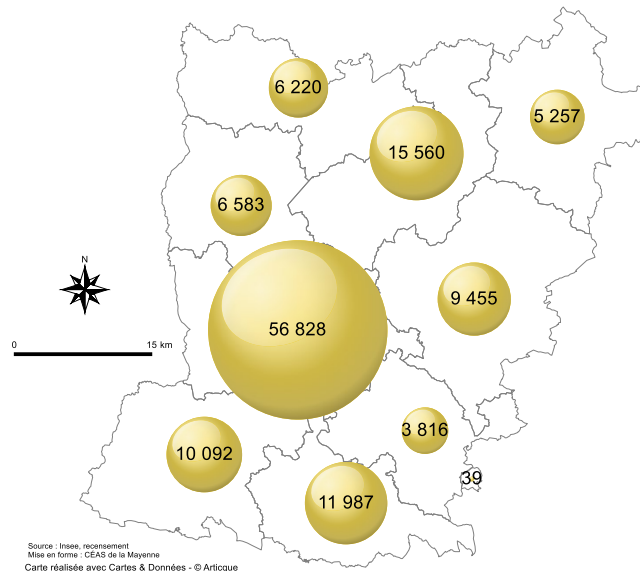 6 220
5 257
15 560
6 583
N
9 455
56 828
0 15 km
3 816
10 092
39
11 987
Source : Insee, recensement
Mise en forme : CÉAS de la Mayenne
Carte réalisée avec Cartes & Données - © Articque